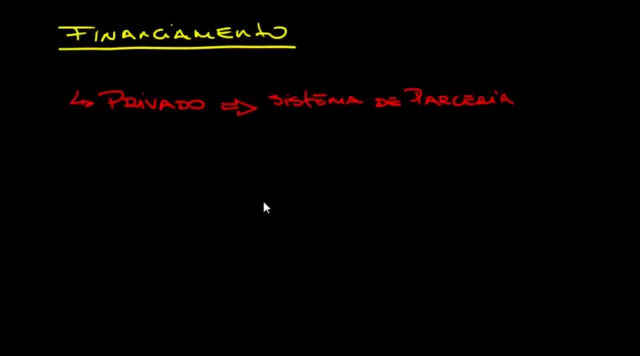 FINANCIAMENTO
↳ PRIVADO ⇒ SISTEMA DE PARCERIA